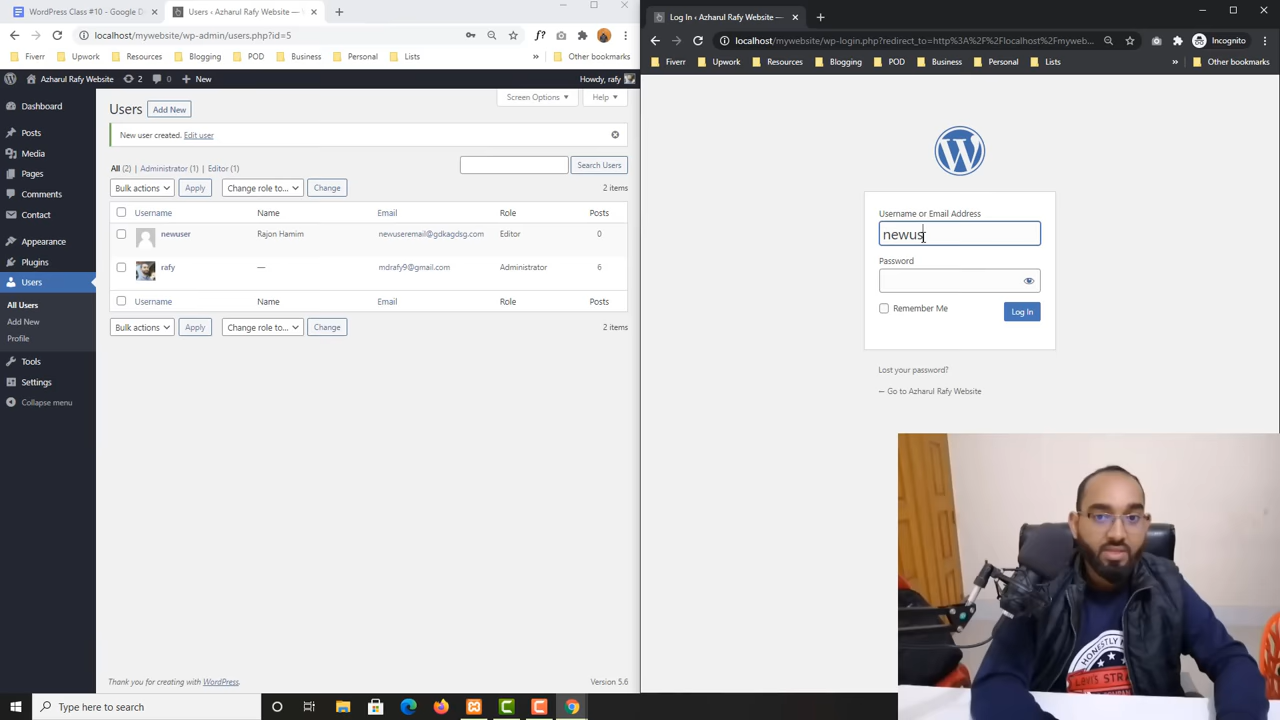 WordPress Class #10 - Google D
Users ‹ Azharul Rafy Website —
localhost/mywebsite/wp-admin/users.php?id=5
Fiverr
Upwork
Resources
Blogging
POD
Business
Personal
Lists
Other bookmarks
Azharul Rafy Website
2
0
New
Howdy, rafy
Dashboard
Posts
Media
Pages
Comments
Contact
Appearance
Plugins
Users
All Users
Add New
Profile
Tools
Settings
Collapse menu
Users
Add New
Screen Options
Help
New user created. Edit user
All (2) | Administrator (1) | Editor (1)
Search Users
Bulk actions
Apply
Change role to...
Change
2 items
Username Name Email Role Posts
newuser Rajon Hamim newuseremail@gdkagdsg.com Editor 0
rafy — mdrafy9@gmail.com Administrator 6
Username Name Email Role Posts
Bulk actions
Apply
Change role to...
Change
2 items
Thank you for creating with WordPress.
Version 5.6
Log In ‹ Azharul Rafy Website —
localhost/mywebsite/wp-login.php?redirect_to=http%3A%2F%2Flocalhost%2Fmyweb...
Incognito
Fiverr
Upwork
Resources
Blogging
POD
Business
Personal
Lists
Other bookmarks
W
Username or Email Address
newus
Password
Remember Me
Log In
Lost your password?
← Go to Azharul Rafy Website
HONESTLY
LEVI'S STRA
Type here to search